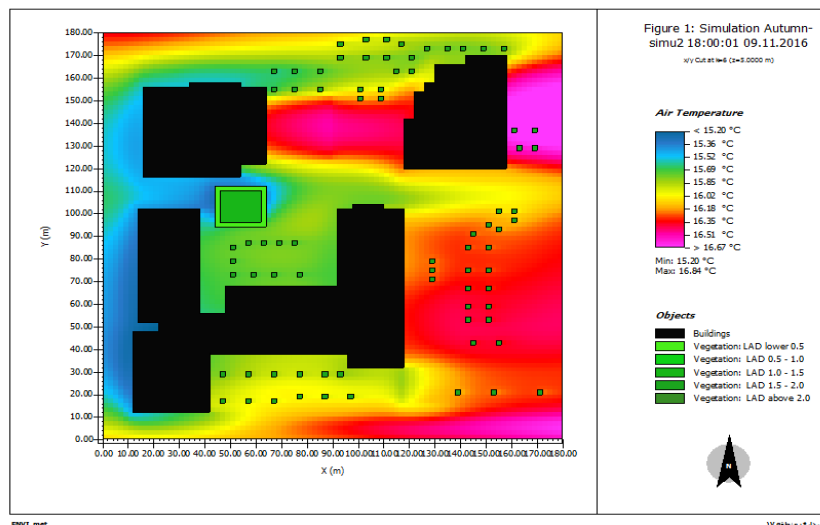 Figure 1: Simulation Autumn-
simu2 18:00:01 09.11.2016
x/y Cut at k=6 (z=3.0000 m)
180.00
170.00
160.00
150.00
140.00
130.00
120.00
110.00
100.00
90.00
80.00
70.00
60.00
50.00
40.00
30.00
20.00
10.00
0.00
Y (m)
0.00 10.00 20.00 30.00 40.00 50.00 60.00 70.00 80.00 90.00 100.00 110.00 120.00 130.00 140.00 150.00 160.00 170.00 180.00
X (m)
Air Temperature
< 15.20 °C
15.36 °C
15.52 °C
15.69 °C
15.85 °C
16.02 °C
16.18 °C
16.35 °C
16.51 °C
> 16.67 °C
Min: 15.20 °C
Max: 16.84 °C
Objects
Buildings
Vegetation: LAD lower 0.5
Vegetation: LAD 0.5 - 1.0
Vegetation: LAD 1.0 - 1.5
Vegetation: LAD 1.5 - 2.0
Vegetation: LAD above 2.0
N